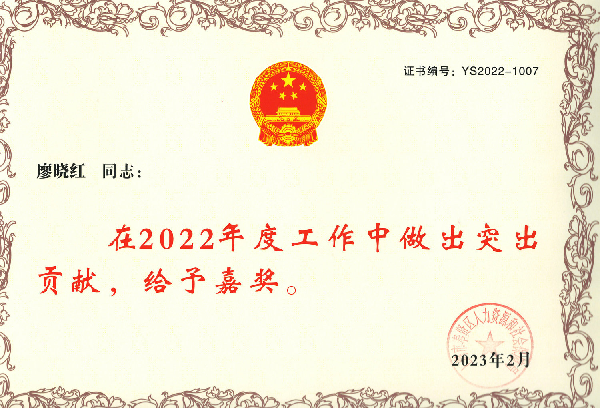 证书编号：YS2022-1007
廖晓红 同志：
在2022年度工作中做出突出
贡献，给予嘉奖。
2023年2月